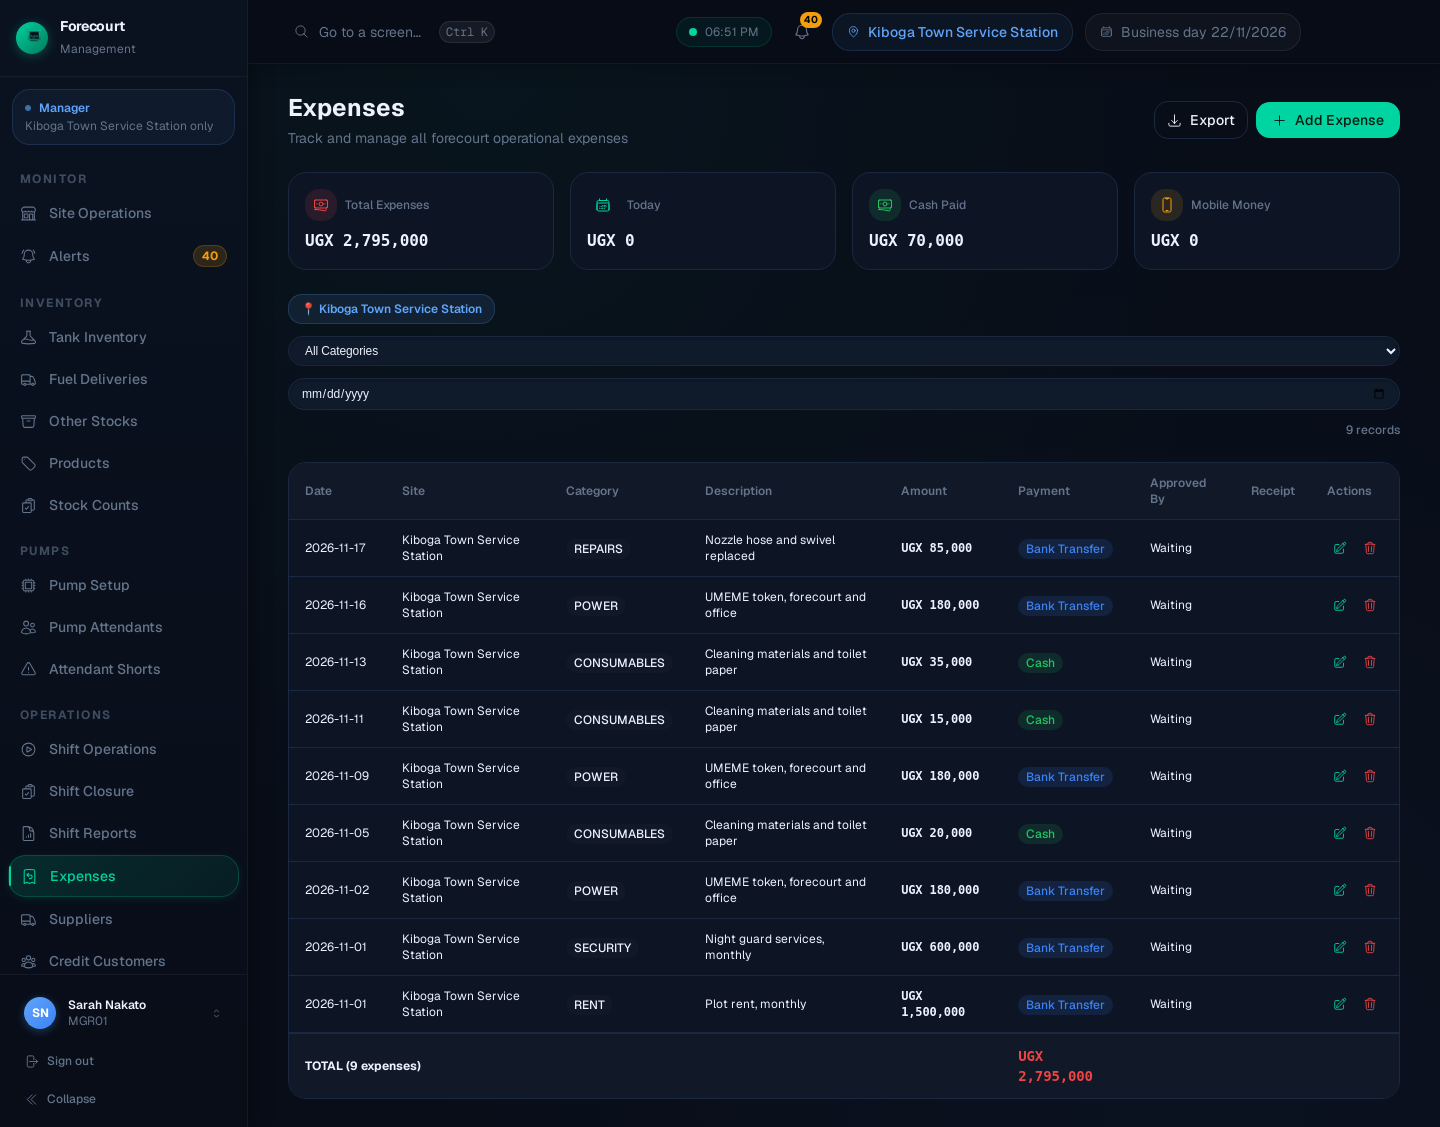 Forecourt
Management
Manager
Kiboga Town Service Station only
MONITOR
Site Operations
Alerts 40
INVENTORY
Tank Inventory
Fuel Deliveries
Other Stocks
Products
Stock Counts
PUMPS
Pump Setup
Pump Attendants
Attendant Shorts
OPERATIONS
Shift Operations
Shift Closure
Shift Reports
Expenses
Suppliers
Credit Customers
SN Sarah Nakato
MGR01
Sign out
Collapse
Go to a screen... Ctrl K
06:51 PM
40
Kiboga Town Service Station
Business day 22/11/2026
Expenses
Track and manage all forecourt operational expenses
Export
Add Expense
Total Expenses
UGX 2,795,000
Today
UGX 0
Cash Paid
UGX 70,000
Mobile Money
UGX 0
📍 Kiboga Town Service Station
All Categories
mm/dd/yyyy
9 records
Date Site Category Description Amount Payment Approved By Receipt Actions
2026-11-17 Kiboga Town Service Station REPAIRS Nozzle hose and swivel replaced UGX 85,000 Bank Transfer Waiting
2026-11-16 Kiboga Town Service Station POWER UMEME token, forecourt and office UGX 180,000 Bank Transfer Waiting
2026-11-13 Kiboga Town Service Station CONSUMABLES Cleaning materials and toilet paper UGX 35,000 Cash Waiting
2026-11-11 Kiboga Town Service Station CONSUMABLES Cleaning materials and toilet paper UGX 15,000 Cash Waiting
2026-11-09 Kiboga Town Service Station POWER UMEME token, forecourt and office UGX 180,000 Bank Transfer Waiting
2026-11-05 Kiboga Town Service Station CONSUMABLES Cleaning materials and toilet paper UGX 20,000 Cash Waiting
2026-11-02 Kiboga Town Service Station POWER UMEME token, forecourt and office UGX 180,000 Bank Transfer Waiting
2026-11-01 Kiboga Town Service Station SECURITY Night guard services, monthly UGX 600,000 Bank Transfer Waiting
2026-11-01 Kiboga Town Service Station RENT Plot rent, monthly UGX 1,500,000 Bank Transfer Waiting
TOTAL (9 expenses) UGX 2,795,000